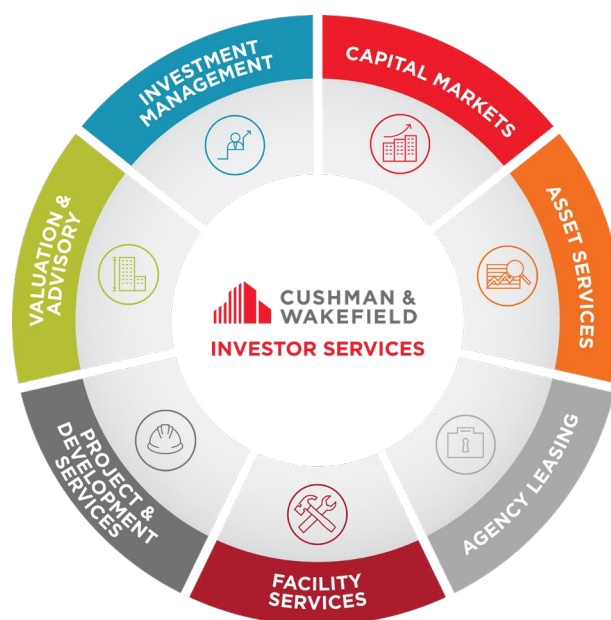 CUSHMAN &
WAKEFIELD
INVESTOR SERVICES
CAPITAL MARKETS
ASSET SERVICES
AGENCY LEASING
FACILITY
SERVICES
PROJECT &
DEVELOPMENT
SERVICES
VALUATION &
ADVISORY
INVESTMENT
MANAGEMENT